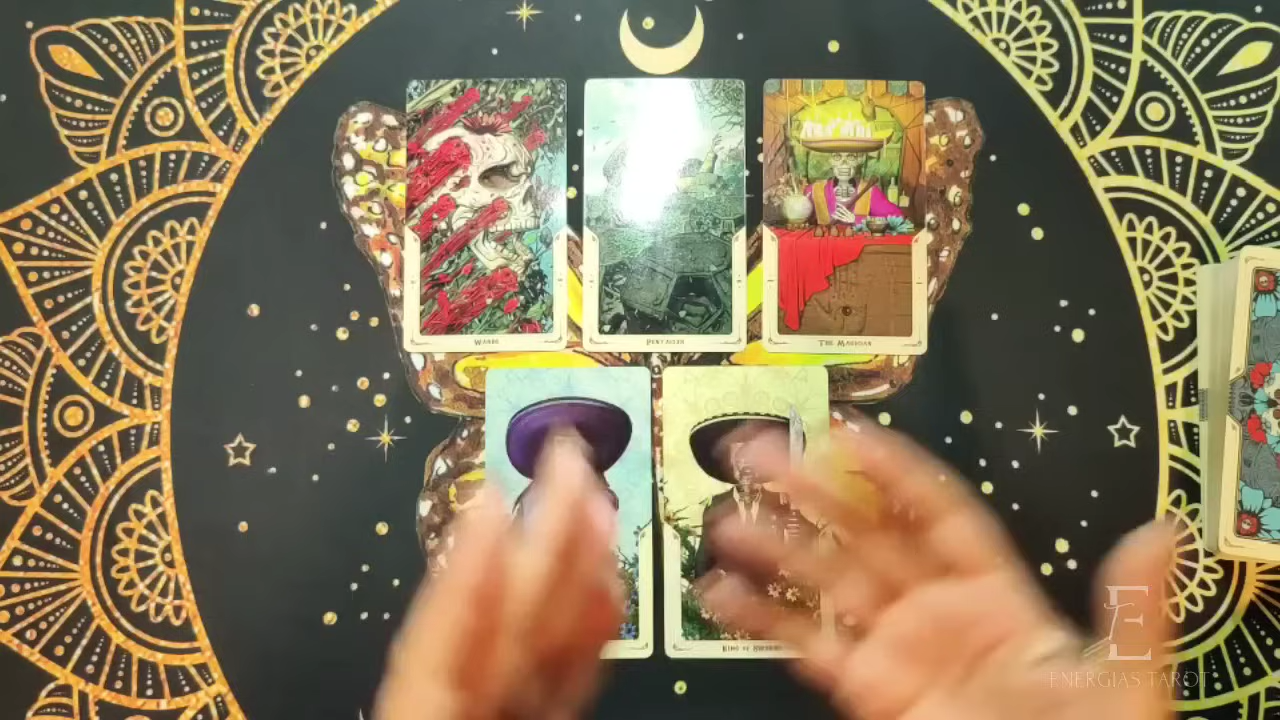 WANDS
PENTACLES
THE MAGICIAN
KING OF SWORDS
E
ENERGIAS TAROT